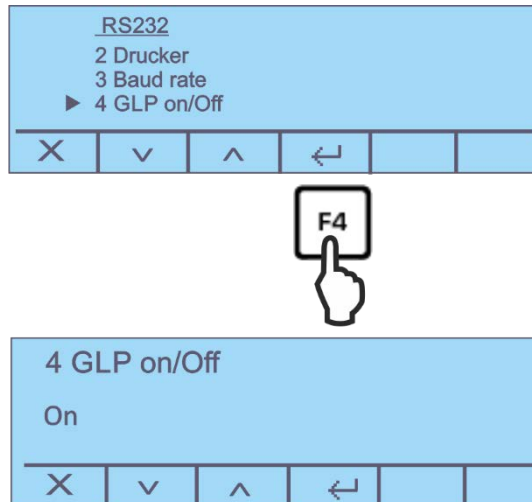 RS232
2 Drucker
3 Baud rate
4 GLP on/Off
F4
4 GLP on/Off
On